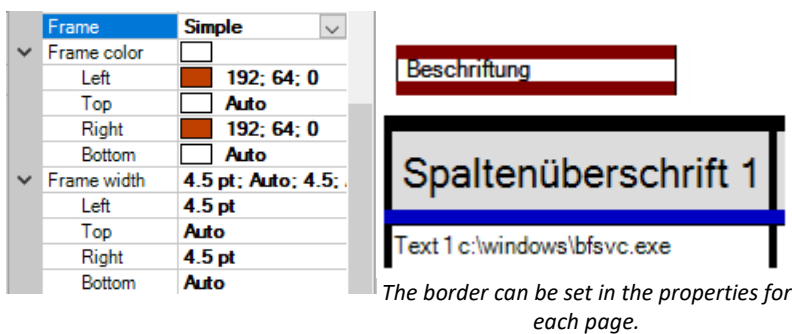 Frame Simple
Frame color
Left 192; 64; 0
Top Auto
Right 192; 64; 0
Bottom Auto
Frame width 4.5 pt; Auto; 4.5;
Left 4.5 pt
Top Auto
Right 4.5 pt
Bottom Auto
Beschriftung
Spaltenüberschrift 1
Text 1 c:\windows\bfsvc.exe
The border can be set in the properties for
each page.